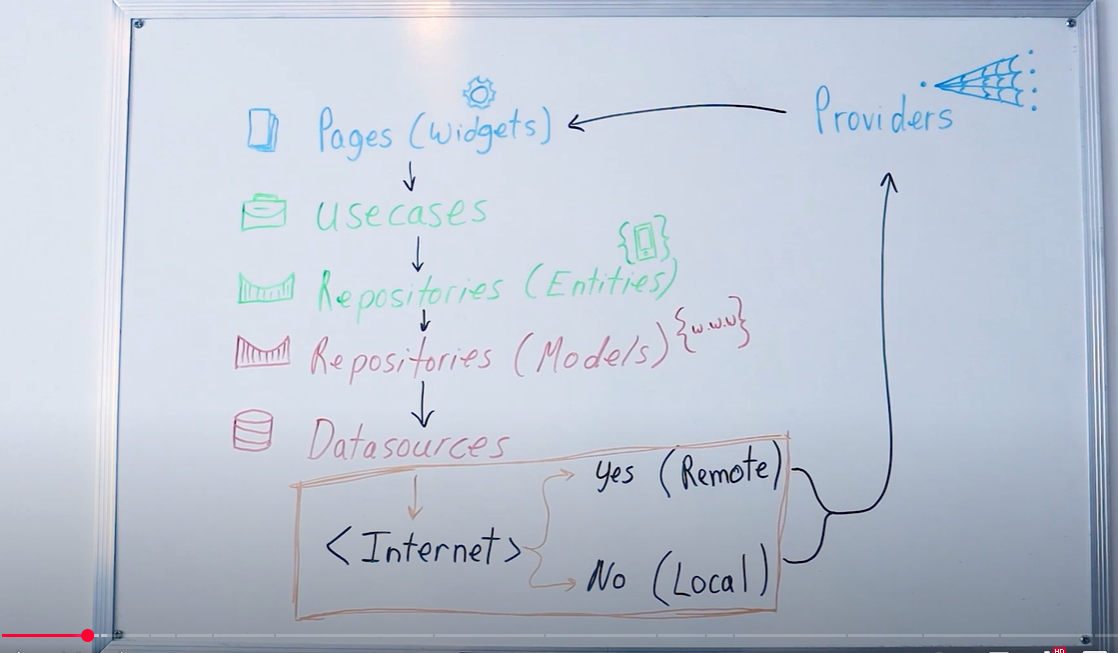 Pages (Widgets)
Providers
Usecases
Repositories (Entities)
Repositories (Models) {w.w.w}
Datasources
Yes (Remote)
<Internet>
No (Local)
HD